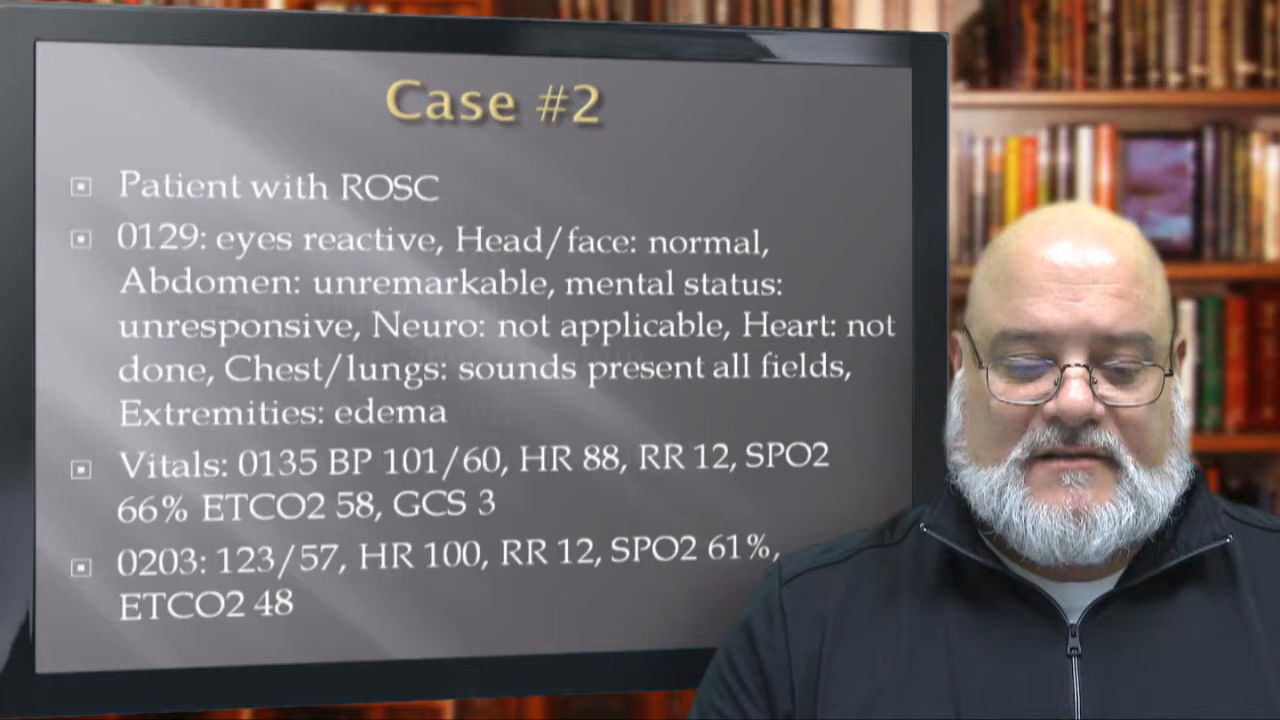 Case #2
Patient with ROSC
0129: eyes reactive, Head/face: normal,
Abdomen: unremarkable, mental status:
unresponsive, Neuro: not applicable, Heart: not
done, Chest/lungs: sounds present all fields,
Extremities: edema
Vitals: 0135 BP 101/60, HR 88, RR 12, SPO2
66% ETCO2 58, GCS 3
0203: 123/57, HR 100, RR 12, SPO2 61%,
ETCO2 48